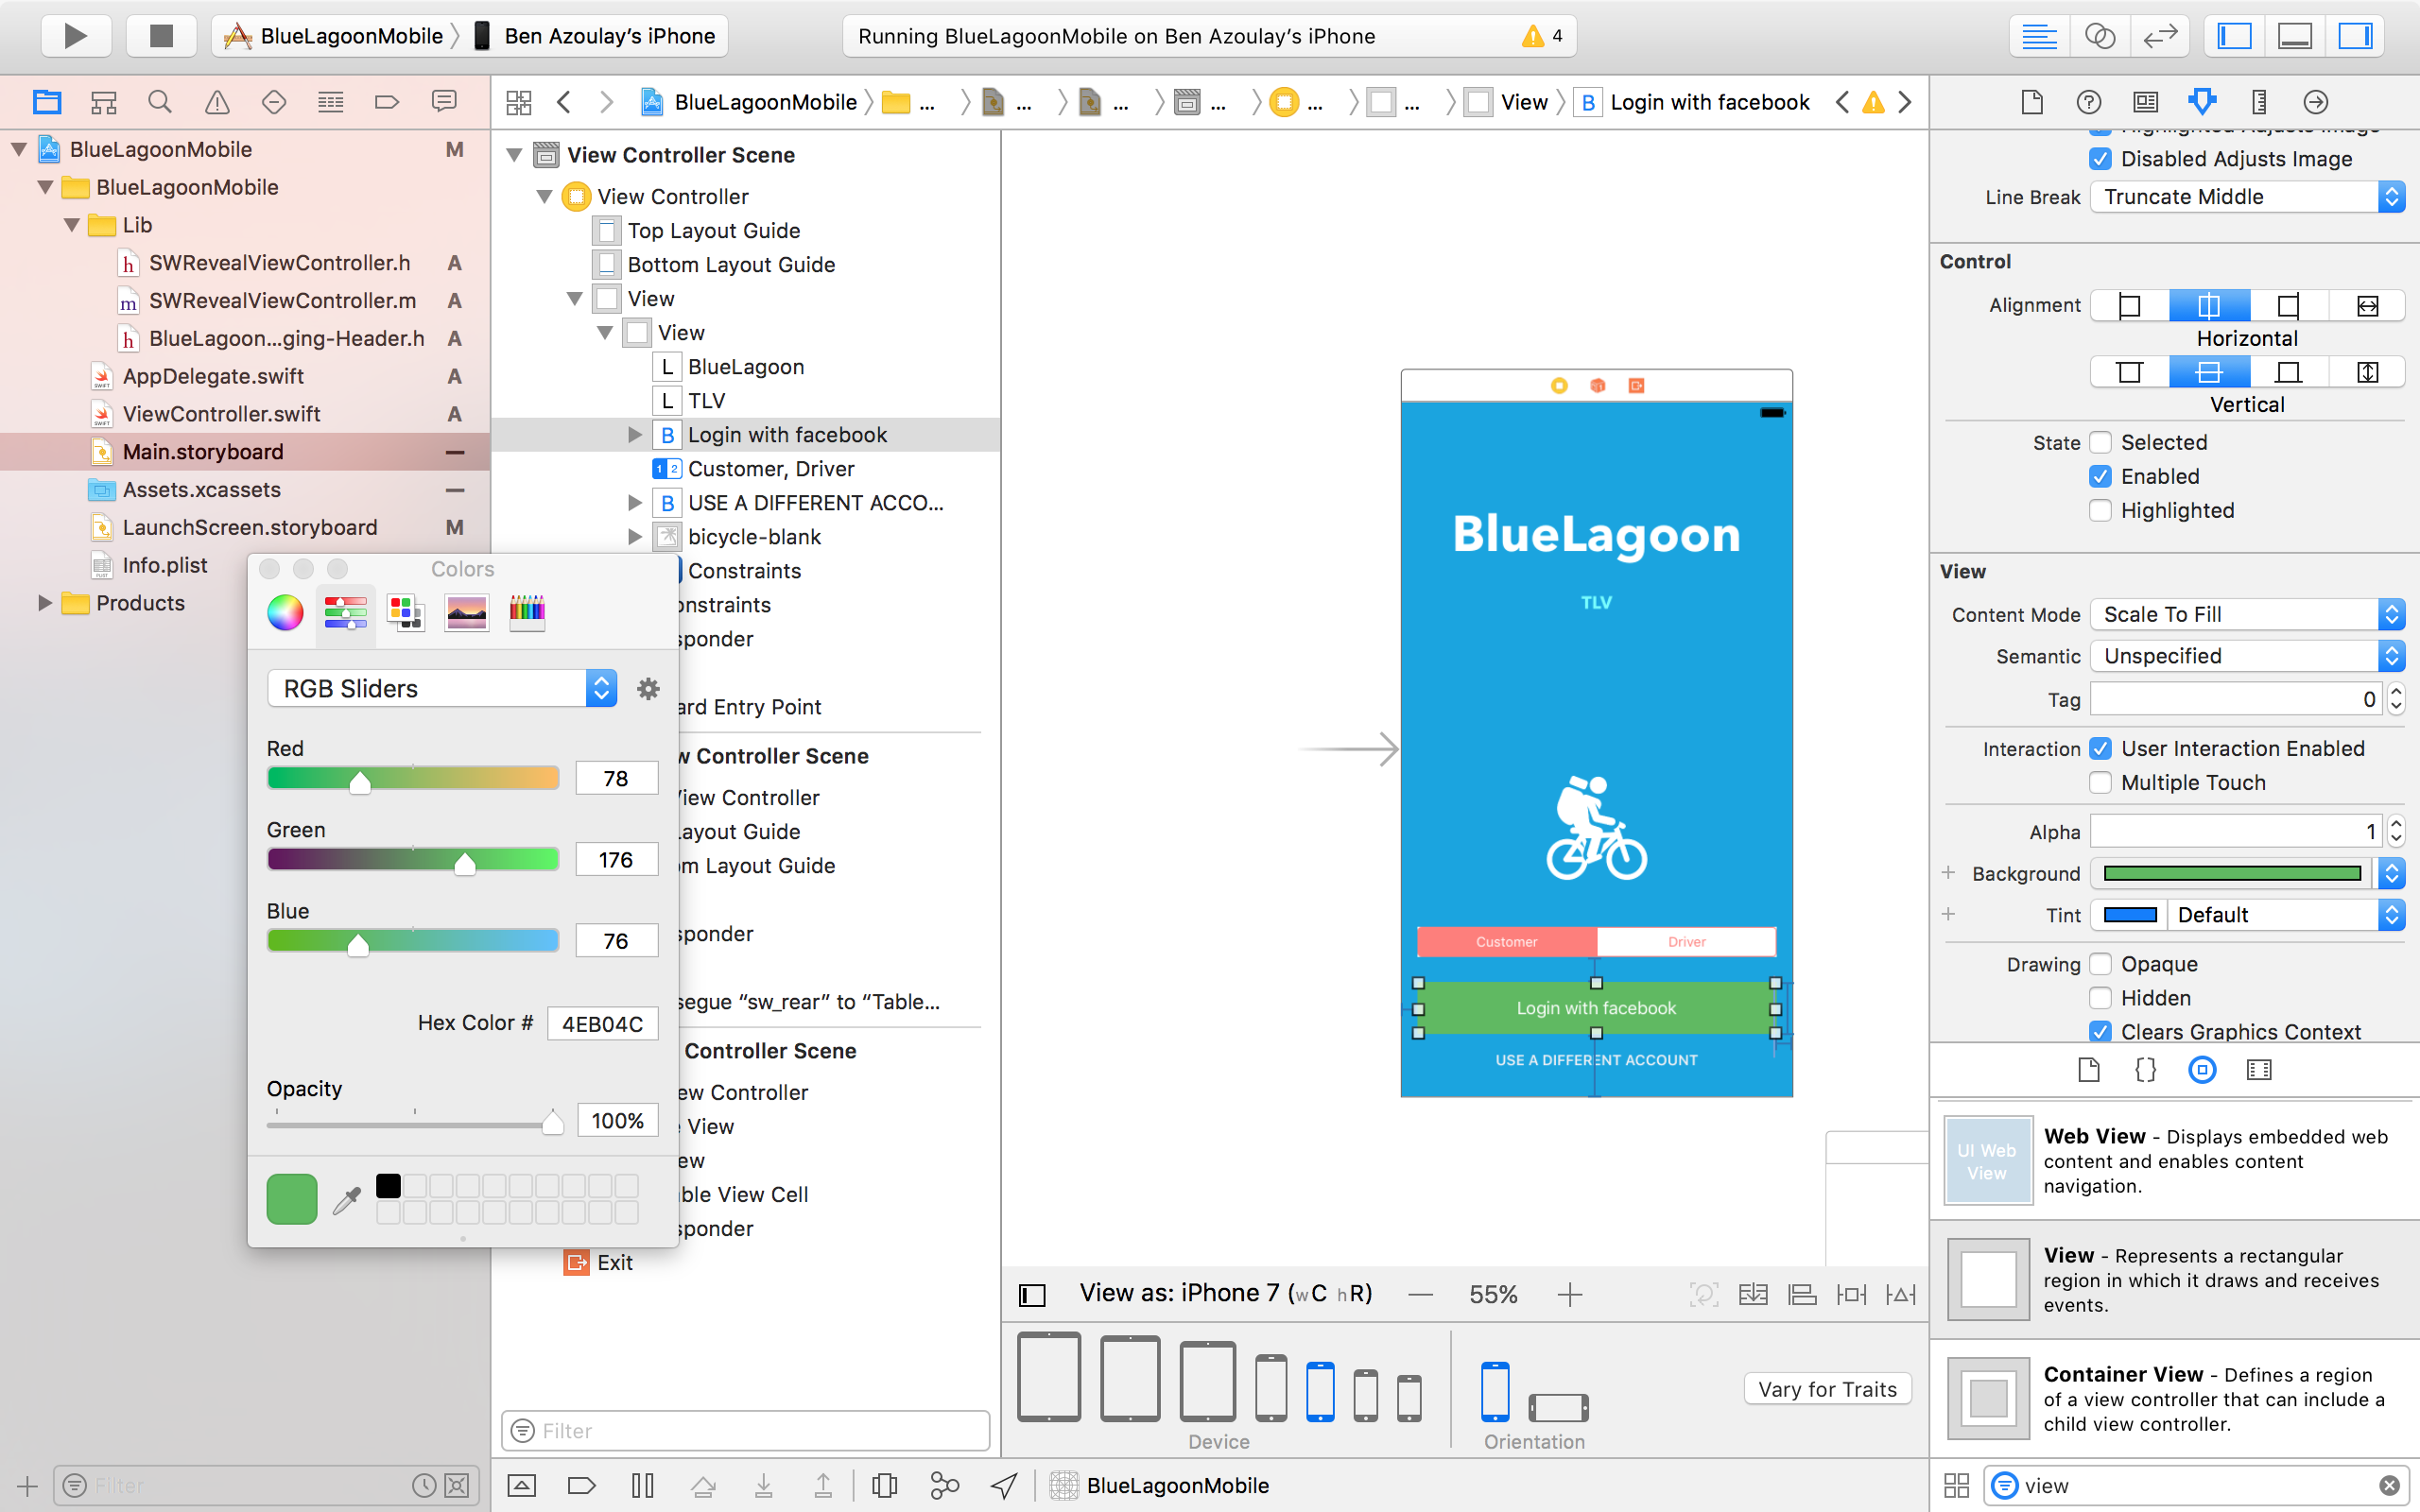 BlueLagoonMobile
Ben Azoulay’s iPhone
Running BlueLagoonMobile on Ben Azoulay’s iPhone
4
BlueLagoonMobile
...
...
...
...
...
...
View
B Login with facebook
BlueLagoonMobile M
BlueLagoonMobile
Lib
h SWRevealViewController.h A
m SWRevealViewController.m A
h BlueLagoon...ging-Header.h A
AppDelegate.swift A
ViewController.swift A
Main.storyboard
Assets.xcassets
LaunchScreen.storyboard M
Info.plist
Products
Filter
View Controller Scene
View Controller
Top Layout Guide
Bottom Layout Guide
View
View
L BlueLagoon
L TLV
B Login with facebook
1 2 Customer, Driver
B USE A DIFFERENT ACCO...
bicycle-blank
Constraints
onstraints
sponder
ard Entry Point
w Controller Scene
View Controller
Layout Guide
om Layout Guide
sponder
segue “sw_rear” to “Table...
Controller Scene
ew Controller
View
ew
ble View Cell
sponder
Exit
Filter
Colors
RGB Sliders
Red
78
Green
176
Blue
76
Hex Color # 4EB04C
Opacity
100%
BlueLagoon
TLV
Customer
Driver
Login with facebook
USE A DIFFERENT ACCOUNT
View as: iPhone 7 (wC hR)
55%
Device
Orientation
Vary for Traits
BlueLagoonMobile
Highlighted Adjusts Image
Disabled Adjusts Image
Line Break Truncate Middle
Control
Alignment
Horizontal
Vertical
State Selected
Enabled
Highlighted
View
Content Mode Scale To Fill
Semantic Unspecified
Tag 0
Interaction User Interaction Enabled
Multiple Touch
Alpha 1
Background
Tint Default
Drawing Opaque
Hidden
Clears Graphics Context
UI Web
View
Web View - Displays embedded web
content and enables content
navigation.
View - Represents a rectangular
region in which it draws and receives
events.
Container View - Defines a region
of a view controller that can include a
child view controller.
view